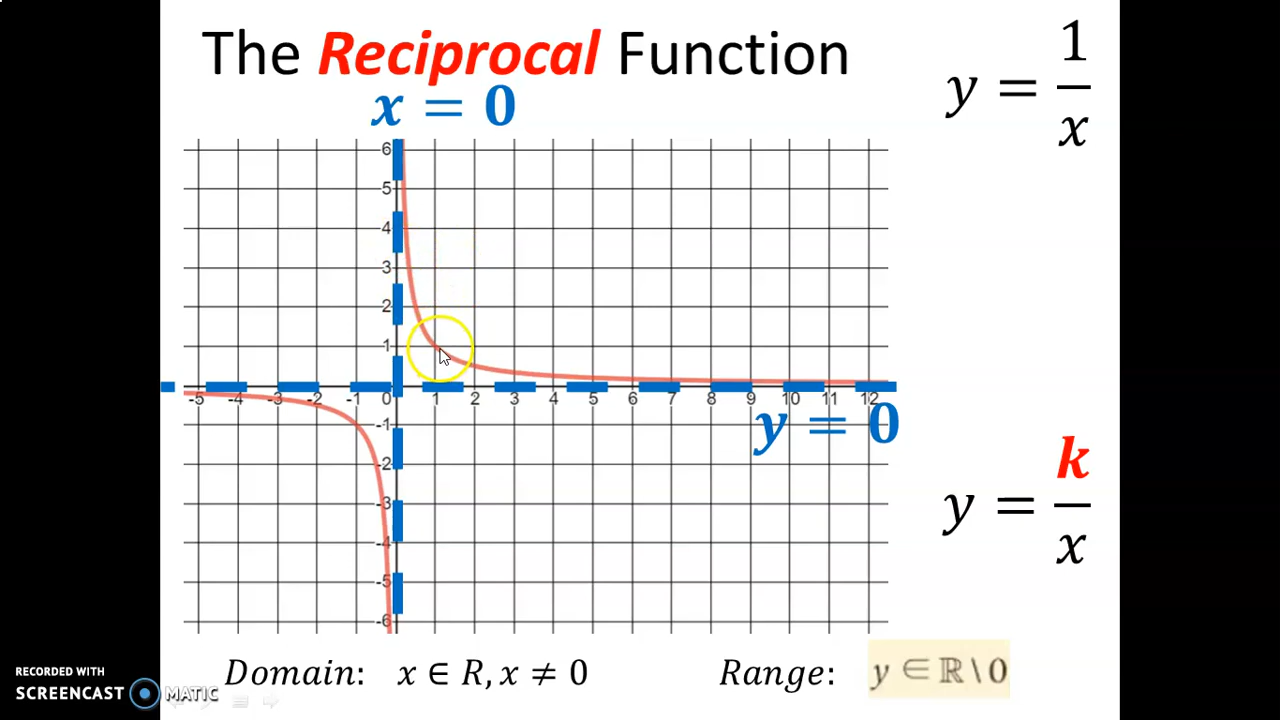 The Reciprocal Function
x = 0
y = 1/x
6
5
4
3
2
1
-5 -4 -3 -2 -1 0 1 2 3 4 5 6 7 8 9 10 11 12
y = 0
-1
-2
-3
-4
-5
-6
y = k/x
Domain: x ∈ R, x ≠ 0
Range: y ∈ ℝ \ 0
RECORDED WITH
SCREENCAST MATIC